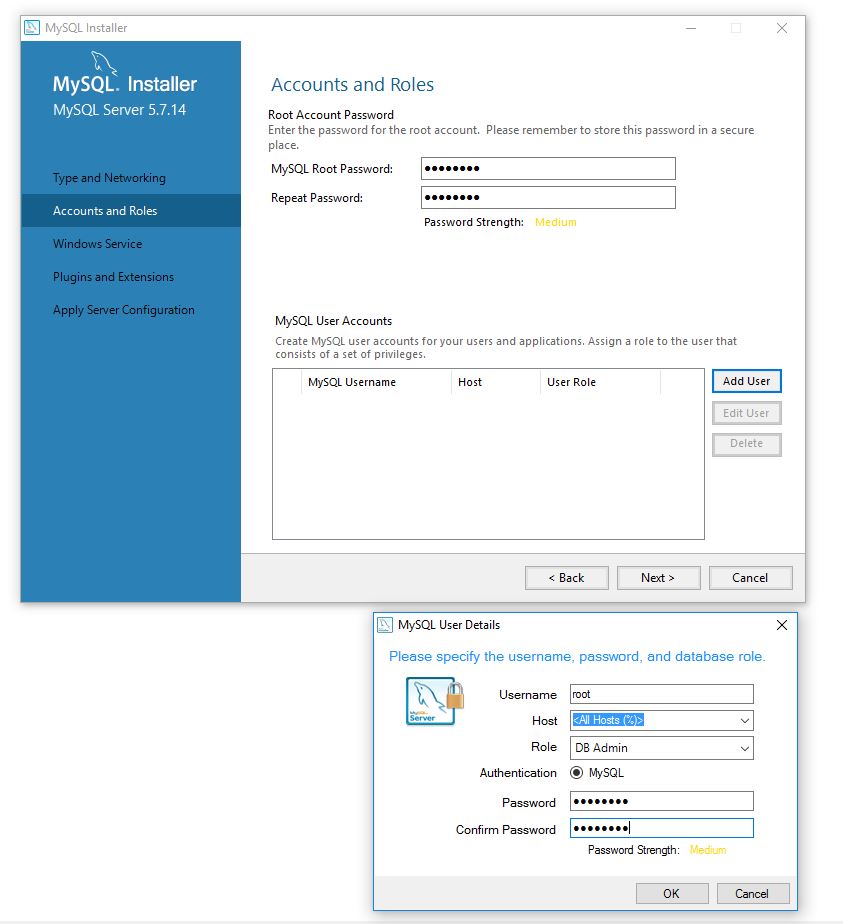 MySQL Installer
MySQL. Installer
MySQL Server 5.7.14
Type and Networking
Accounts and Roles
Windows Service
Plugins and Extensions
Apply Server Configuration
Accounts and Roles
Root Account Password
Enter the password for the root account.  Please remember to store this password in a secure
place.
MySQL Root Password: ●●●●●●●●
Repeat Password: ●●●●●●●●
Password Strength: Medium
MySQL User Accounts
Create MySQL user accounts for your users and applications. Assign a role to the user that
consists of a set of privileges.
MySQL Username Host User Role
Add User
Edit User
Delete
< Back Next > Cancel
MySQL User Details
Please specify the username, password, and database role.
MySQL
Server
Username root
Host <All Hosts (%)>
Role DB Admin
Authentication MySQL
Password ●●●●●●●●
Confirm Password ●●●●●●●●
Password Strength: Medium
OK Cancel